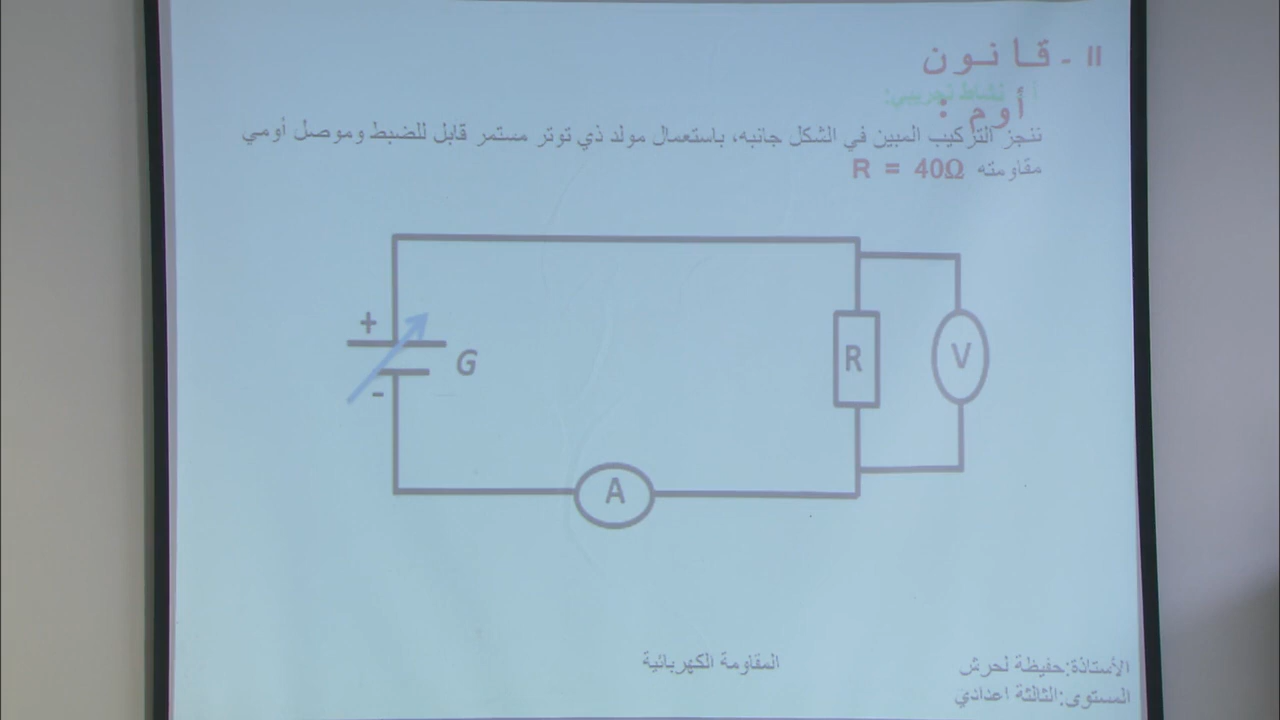 II - قانون
أوم :
نشاط تجريبي:
ننجز التركيب المبين في الشكل جانبه، باستعمال مولد ذي توتر مستمر قابل للضبط وموصل أومي
مقاومته R = 40Ω
+
G
-
R
V
A
المقاومة الكهربائية
الأستاذة:حفيظة لحرش
المستوى:الثالثة اعدادي